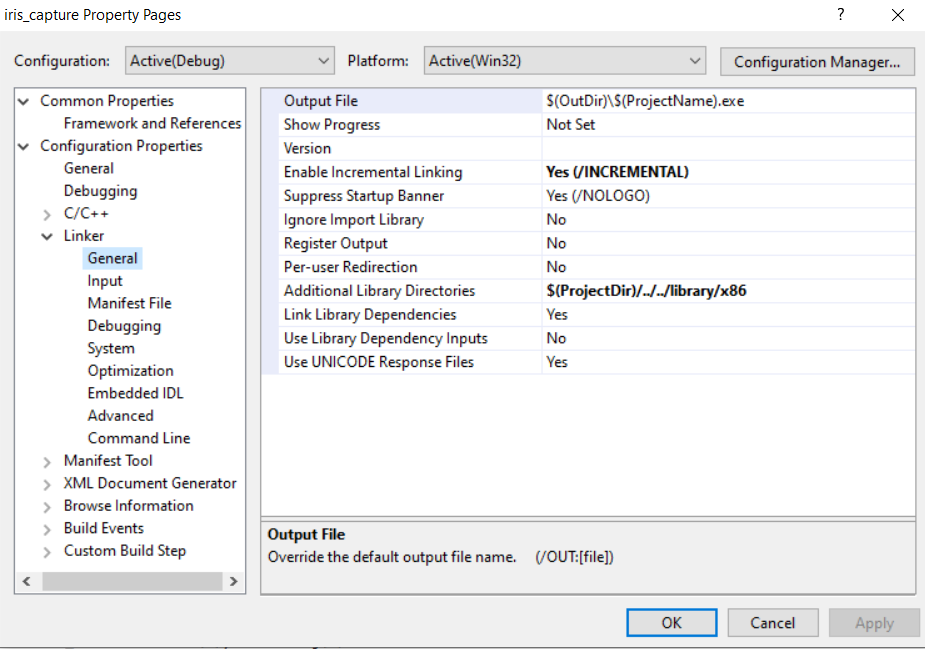 iris_capture Property Pages
?
Configuration: Active(Debug) Platform: Active(Win32) Configuration Manager...
Common Properties
Framework and References
Configuration Properties
General
Debugging
C/C++
Linker
General
Input
Manifest File
Debugging
System
Optimization
Embedded IDL
Advanced
Command Line
Manifest Tool
XML Document Generator
Browse Information
Build Events
Custom Build Step
Output File $(OutDir)\$(ProjectName).exe
Show Progress Not Set
Version
Enable Incremental Linking Yes (/INCREMENTAL)
Suppress Startup Banner Yes (/NOLOGO)
Ignore Import Library No
Register Output No
Per-user Redirection No
Additional Library Directories $(ProjectDir)/../../library/x86
Link Library Dependencies Yes
Use Library Dependency Inputs No
Use UNICODE Response Files Yes
Output File
Override the default output file name. (/OUT:[file])
OK Cancel Apply